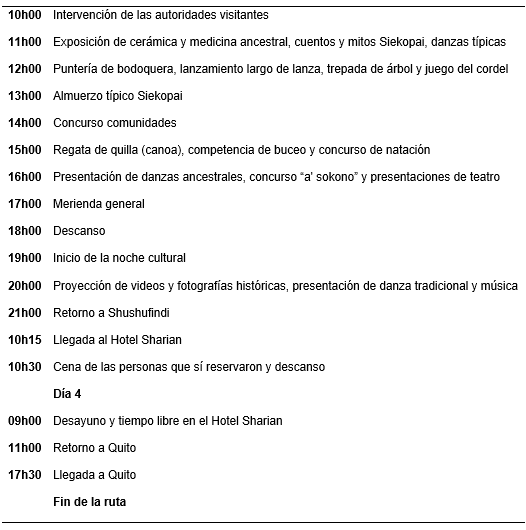 10h00 Intervención de las autoridades visitantes
11h00 Exposición de cerámica y medicina ancestral, cuentos y mitos Siekopai, danzas típicas
12h00 Puntería de bodoquera, lanzamiento largo de lanza, trepada de árbol y juego del cordel
13h00 Almuerzo típico Siekopai
14h00 Concurso comunidades
15h00 Regata de quilla (canoa), competencia de buceo y concurso de natación
16h00 Presentación de danzas ancestrales, concurso “a' sokono” y presentaciones de teatro
17h00 Merienda general
18h00 Descanso
19h00 Inicio de la noche cultural
20h00 Proyección de videos y fotografías históricas, presentación de danza tradicional y música
21h00 Retorno a Shushufindi
10h15 Llegada al Hotel Sharian
10h30 Cena de las personas que sí reservaron y descanso
Día 4
09h00 Desayuno y tiempo libre en el Hotel Sharian
11h00 Retorno a Quito
17h30 Llegada a Quito
Fin de la ruta